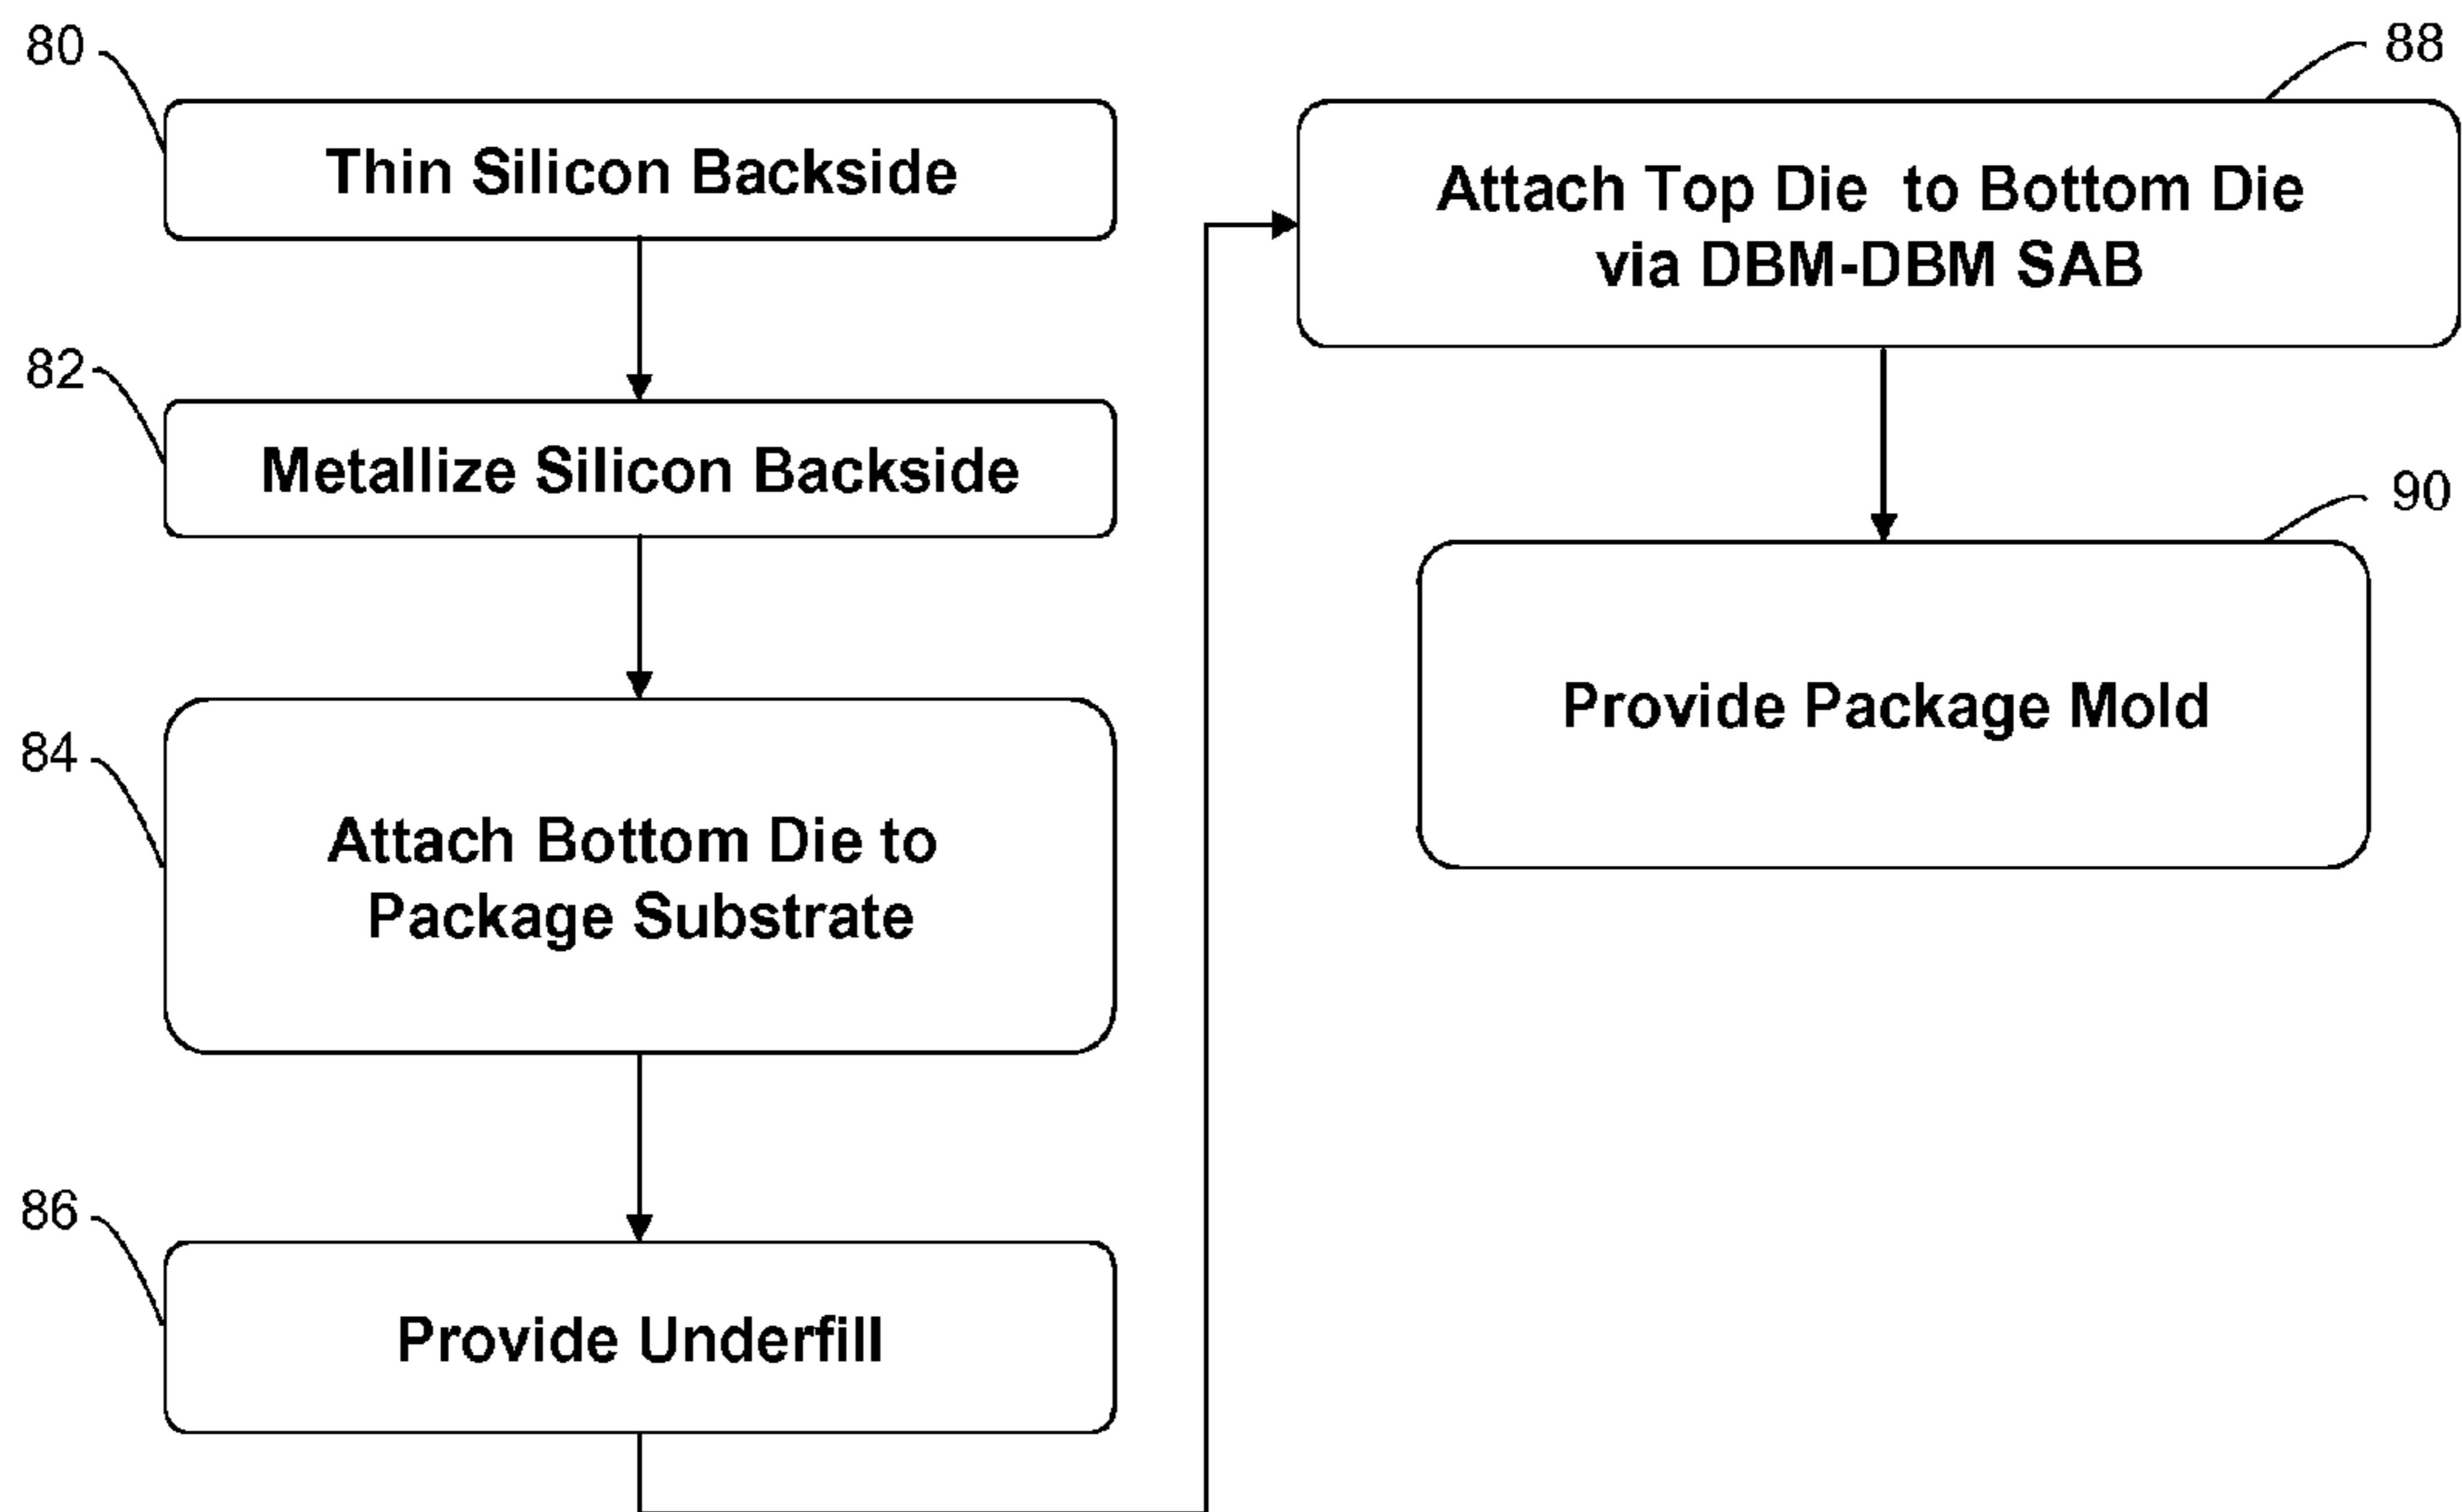 80
Thin Silicon Backside
82
Metallize Silicon Backside
84
Attach Bottom Die to
Package Substrate
86
Provide Underfill
88
Attach Top Die to Bottom Die
via DBM-DBM SAB
90
Provide Package Mold